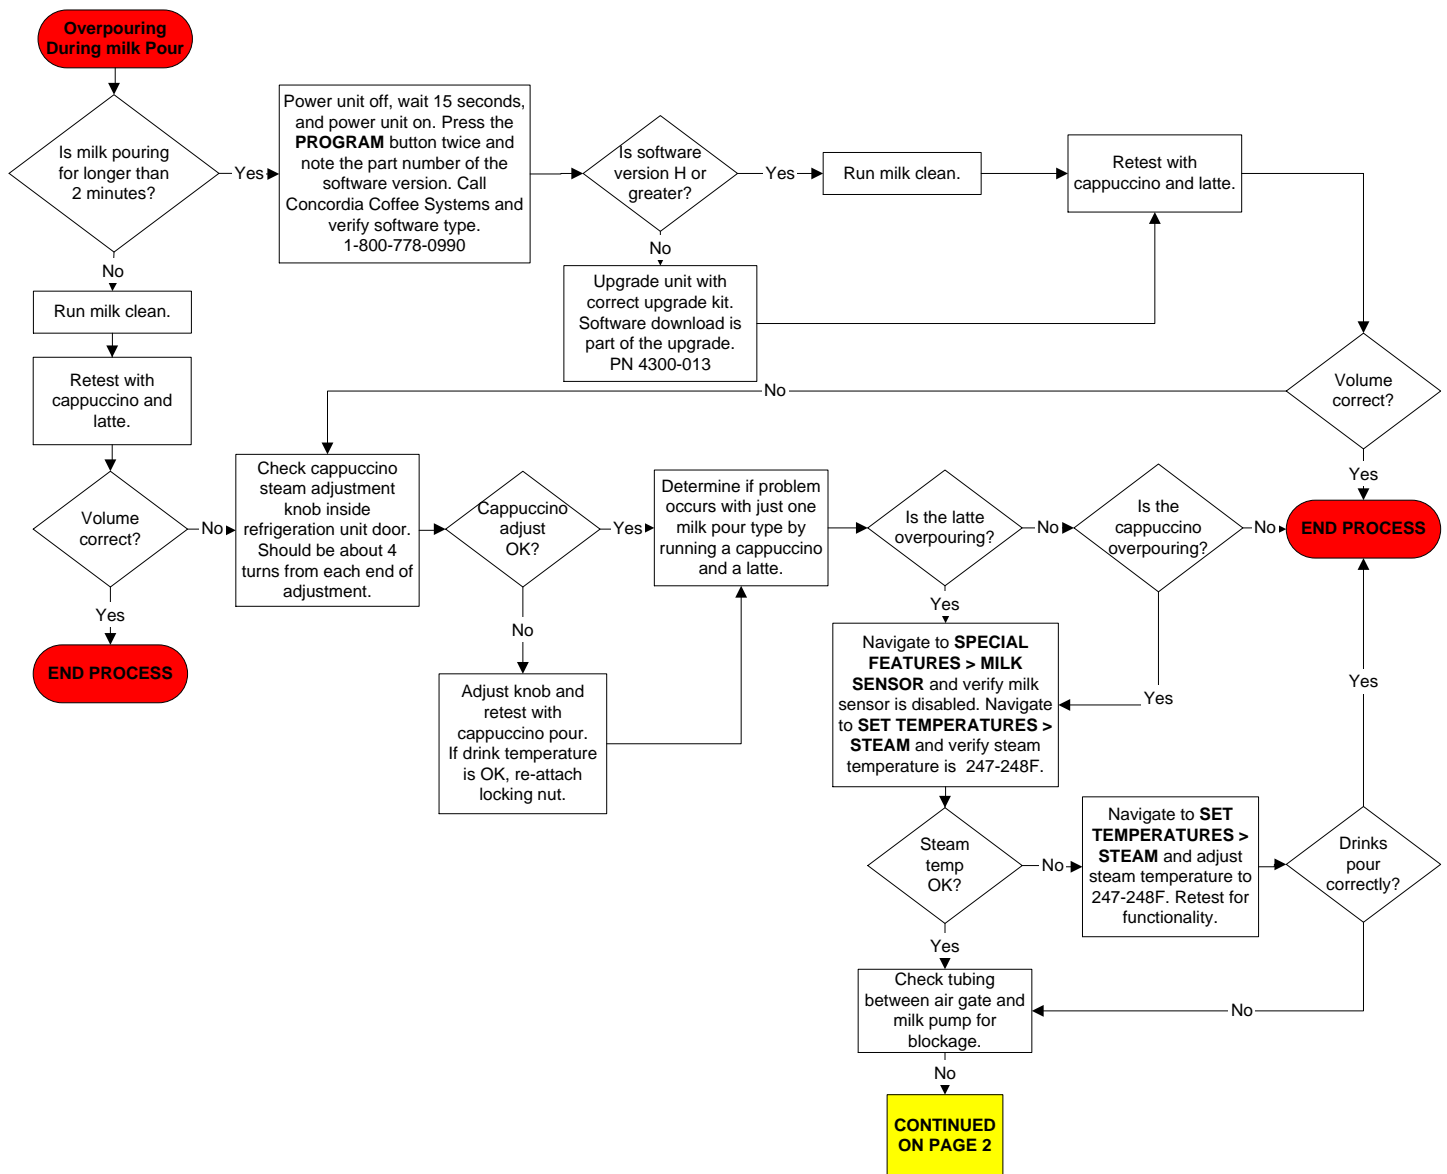 Overpouring
During milk Pour
Is milk pouring
for longer than
2 minutes?
Yes
Power unit off, wait 15 seconds,
and power unit on. Press the
PROGRAM button twice and
note the part number of the
software version. Call
Concordia Coffee Systems and
verify software type.
1-800-778-0990
Is software
version H or
greater?
Yes
Run milk clean.
Retest with
cappuccino and latte.
No
Upgrade unit with
correct upgrade kit.
Software download is
part of the upgrade.
PN 4300-013
No
Run milk clean.
Retest with
cappuccino and
latte.
Volume
correct?
No
Yes
Volume
correct?
No
Yes
END PROCESS
Check cappuccino
steam adjustment
knob inside
refrigeration unit door.
Should be about 4
turns from each end of
adjustment.
Cappuccino
adjust
OK?
Yes
No
Adjust knob and
retest with
cappuccino pour.
If drink temperature
is OK, re-attach
locking nut.
Determine if problem
occurs with just one
milk pour type by
running a cappuccino
and a latte.
Is the latte
overpouring?
No
Is the
cappuccino
overpouring?
No
END PROCESS
Yes
Yes
Navigate to SPECIAL
FEATURES > MILK
SENSOR and verify milk
sensor is disabled. Navigate
to SET TEMPERATURES >
STEAM and verify steam
temperature is 247-248F.
Steam
temp
OK?
No
Navigate to SET
TEMPERATURES >
STEAM and adjust
steam temperature to
247-248F. Retest for
functionality.
Drinks
pour
correctly?
Yes
No
Yes
Check tubing
between air gate and
milk pump for
blockage.
No
CONTINUED
ON PAGE 2